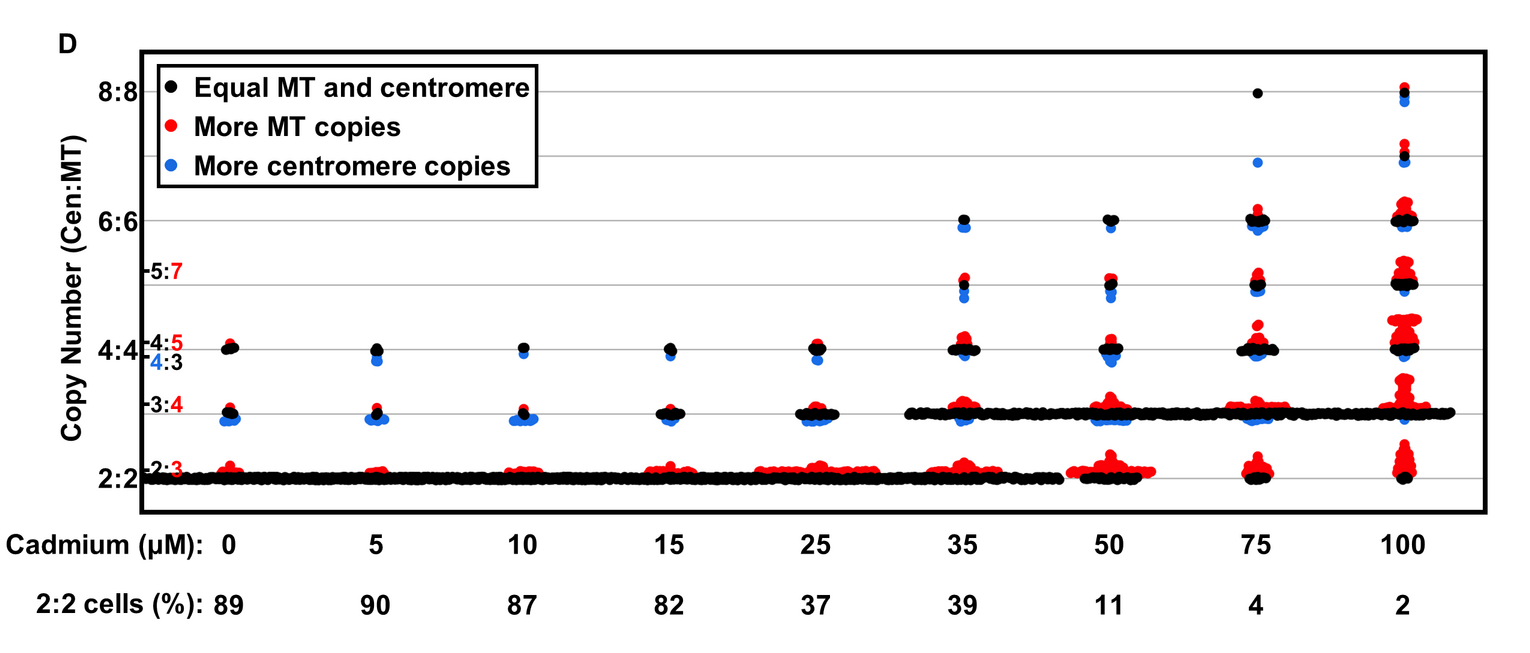 D
Copy Number (Cen:MT)
8:8
6:6
4:4
2:2
Equal MT and centromere
More MT copies
More centromere copies
5:7
4:5
4:3
3:4
2:3
Cadmium (µM): 0 5 10 15 25 35 50 75 100
2:2 cells (%): 89 90 87 82 37 39 11 4 2